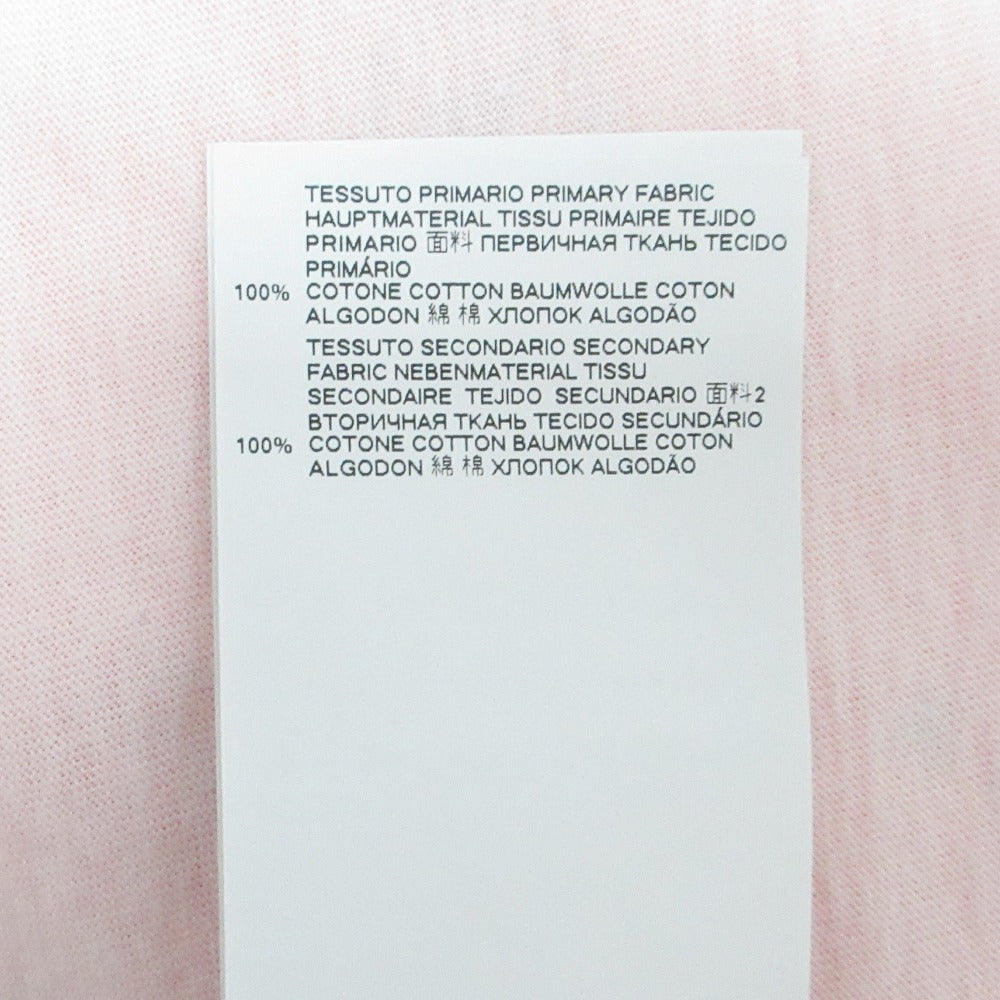 TESSUTO PRIMARIO PRIMARY FABRIC
HAUPTMATERIAL TISSU PRIMAIRE TEJIDO
PRIMARIO 面料 ПЕРВИЧНАЯ ТКАНЬ TECIDO
PRIMÁRIO
100% COTONE COTTON BAUMWOLLE COTON
ALGODON 綿 棉 ХЛОПОК ALGODÃO
TESSUTO SECONDARIO SECONDARY
FABRIC NEBENMATERIAL TISSU
SECONDAIRE TEJIDO SECUNDARIO 面料2
ВТОРИЧНАЯ ТКАНЬ TECIDO SECUNDÁRIO
100% COTONE COTTON BAUMWOLLE COTON
ALGODON 綿 棉 ХЛОПОК ALGODÃO